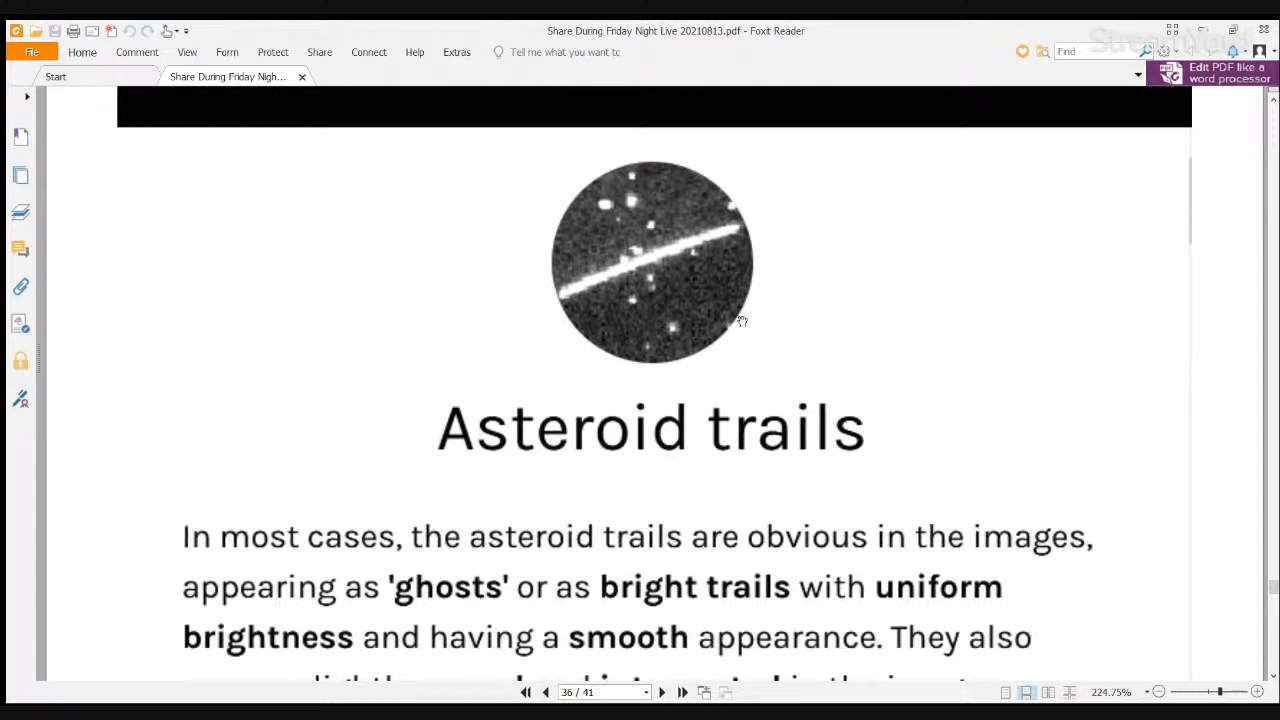 Share During Friday Night Live 20210813.pdf - Foxit Reader
File Home Comment View Form Protect Share Connect Help Extras Tell me what you want to Find
Start Share During Friday Nigh...
Edit PDF like a
word processor
Asteroid trails
In most cases, the asteroid trails are obvious in the images,
appearing as 'ghosts' or as bright trails with uniform
brightness and having a smooth appearance. They also
36 / 41 224.75%